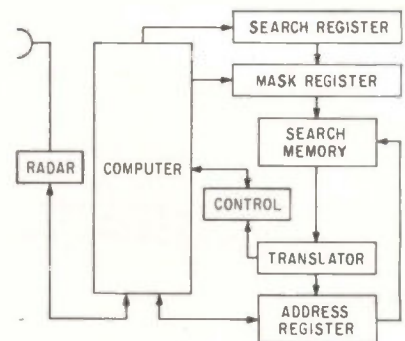 SEARCH REGISTER
MASK REGISTER
SEARCH
MEMORY
RADAR
COMPUTER
CONTROL
TRANSLATOR
ADDRESS
REGISTER